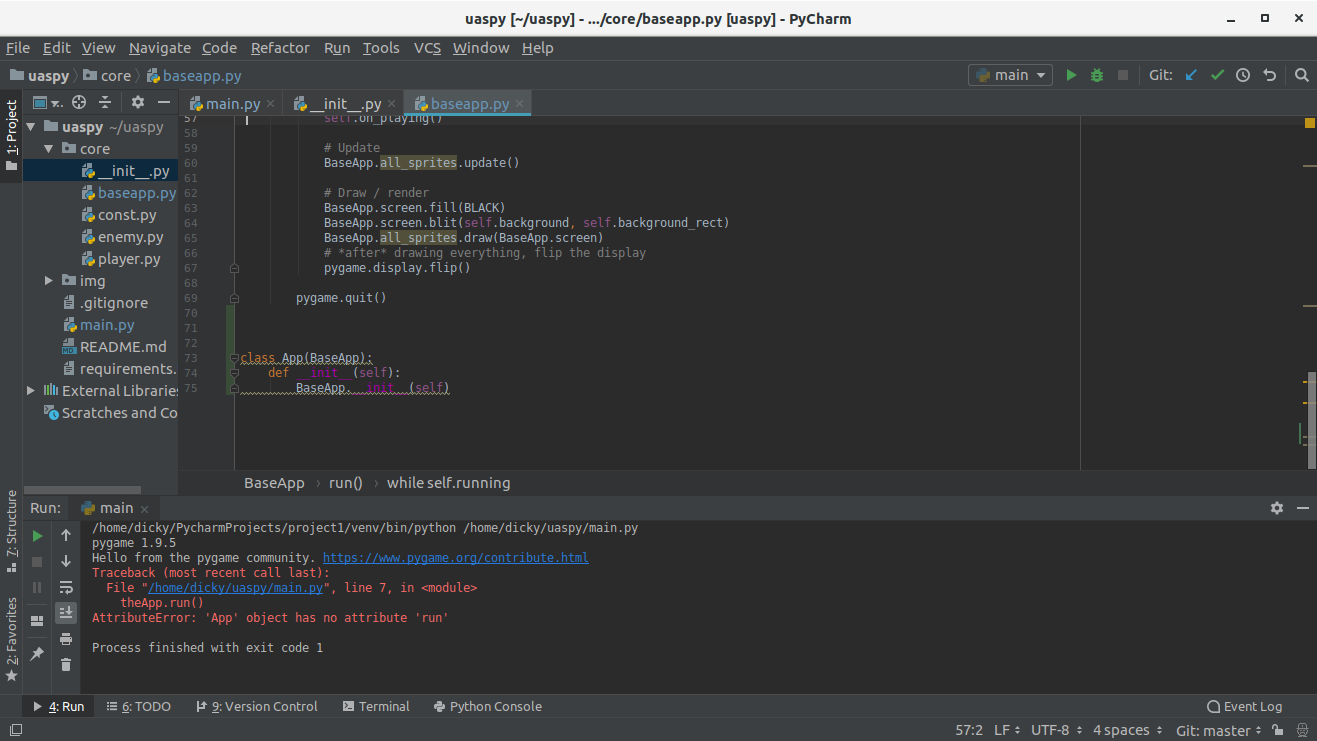 uaspy [~/uaspy] - .../core/baseapp.py [uaspy] - PyCharm
File Edit View Navigate Code Refactor Run Tools VCS Window Help
uaspy core baseapp.py main Git:
1: Project
main.py __init__.py baseapp.py
uaspy ~/uaspy
core
__init__.py
baseapp.py
const.py
enemy.py
player.py
img
.gitignore
main.py
README.md
requirements.
External Libraries
Scratches and Co
57 self.on_playing()
58
59 # Update
60 BaseApp.all_sprites.update()
61
62 # Draw / render
63 BaseApp.screen.fill(BLACK)
64 BaseApp.screen.blit(self.background, self.background_rect)
65 BaseApp.all_sprites.draw(BaseApp.screen)
66 # *after* drawing everything, flip the display
67 pygame.display.flip()
68
69 pygame.quit()
70
71
72
73 class App(BaseApp):
74 def __init__(self):
75 BaseApp.__init__(self)
BaseApp › run() › while self.running
7: Structure
2: Favorites
Run: main
/home/dicky/PycharmProjects/project1/venv/bin/python /home/dicky/uaspy/main.py
pygame 1.9.5
Hello from the pygame community. https://www.pygame.org/contribute.html
Traceback (most recent call last):
File "/home/dicky/uaspy/main.py", line 7, in <module>
theApp.run()
AttributeError: 'App' object has no attribute 'run'
Process finished with exit code 1
4: Run 6: TODO 9: Version Control Terminal Python Console Event Log
57:2 LF UTF-8 4 spaces Git: master